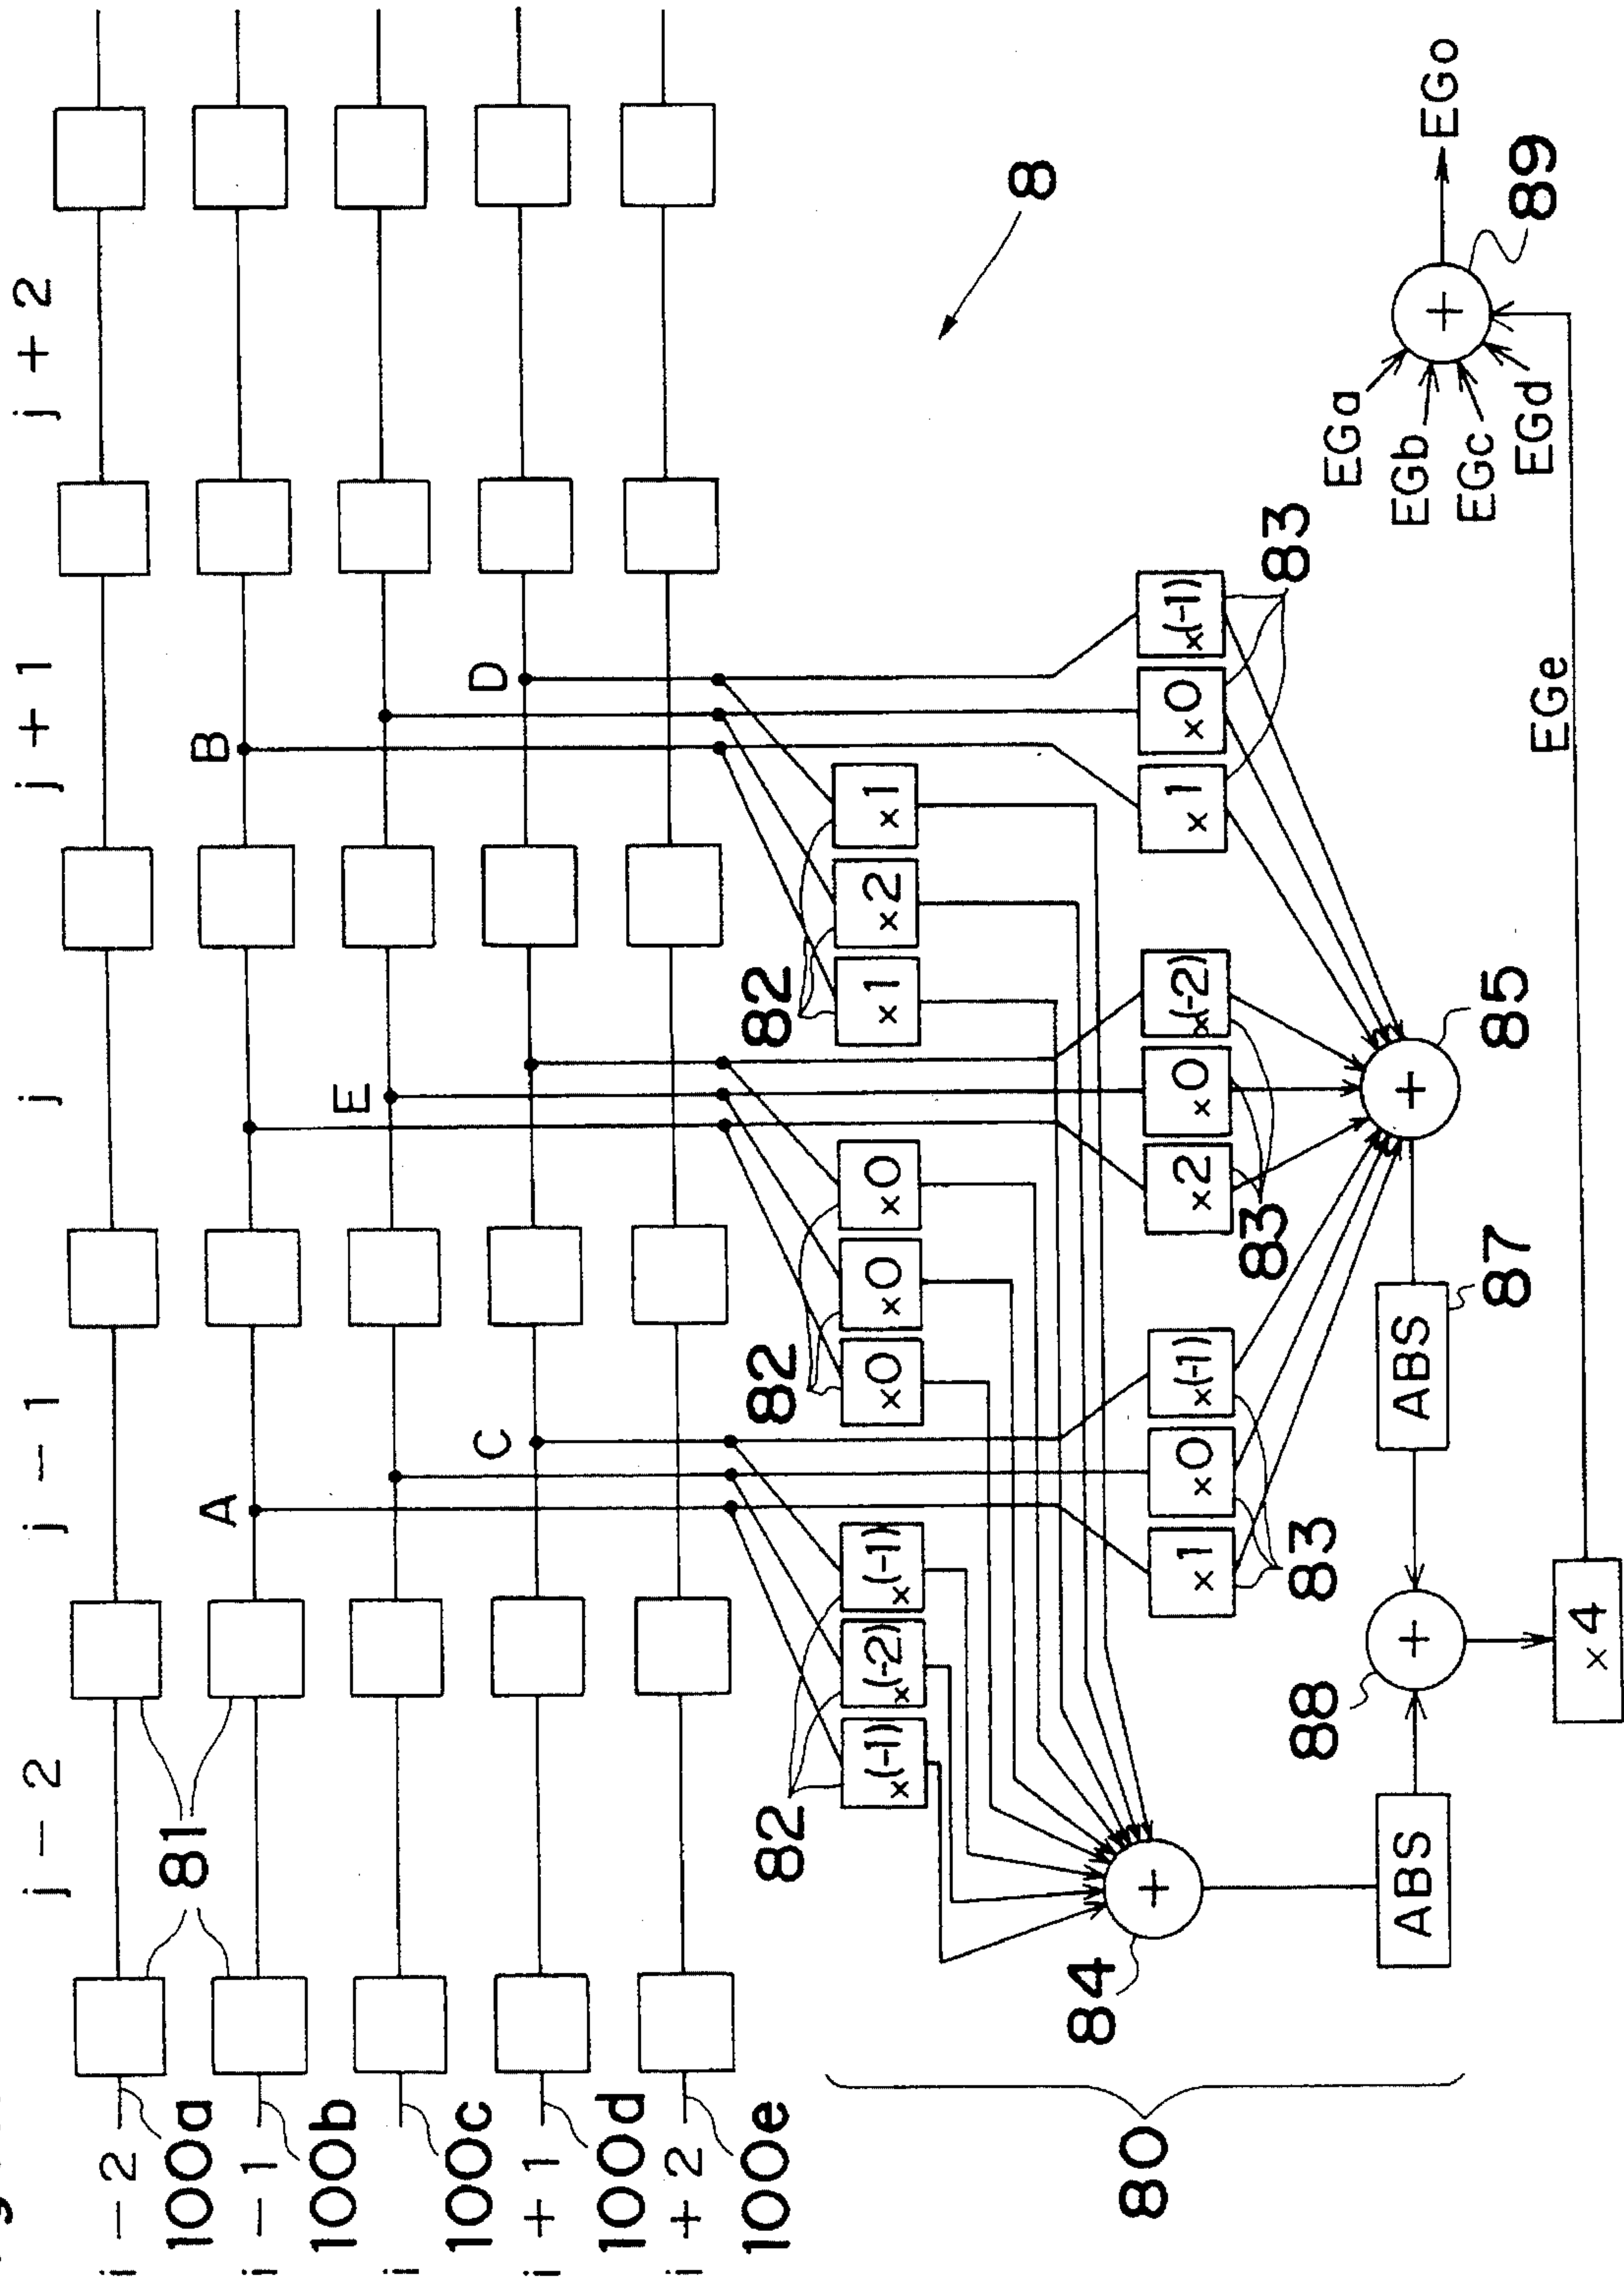 j-2
j-1
j
j+1
j+2
i-2
100a
i-1
100b
i
100c
i+1
100d
i+2
100e
81
A
B
C
D
E
8
82
×(-1)
×(-2)
×(-1)
82
×0
×0
×0
82
×1
×2
×1
80
×1
×0
×(-1)
83
×2
×0
×(-2)
83
×1
×0
×(-1)
83
84
+
85
+
ABS
88
+
ABS
87
×4
EGe
EGa
EGb
EGc
EGd
+
89
EGo